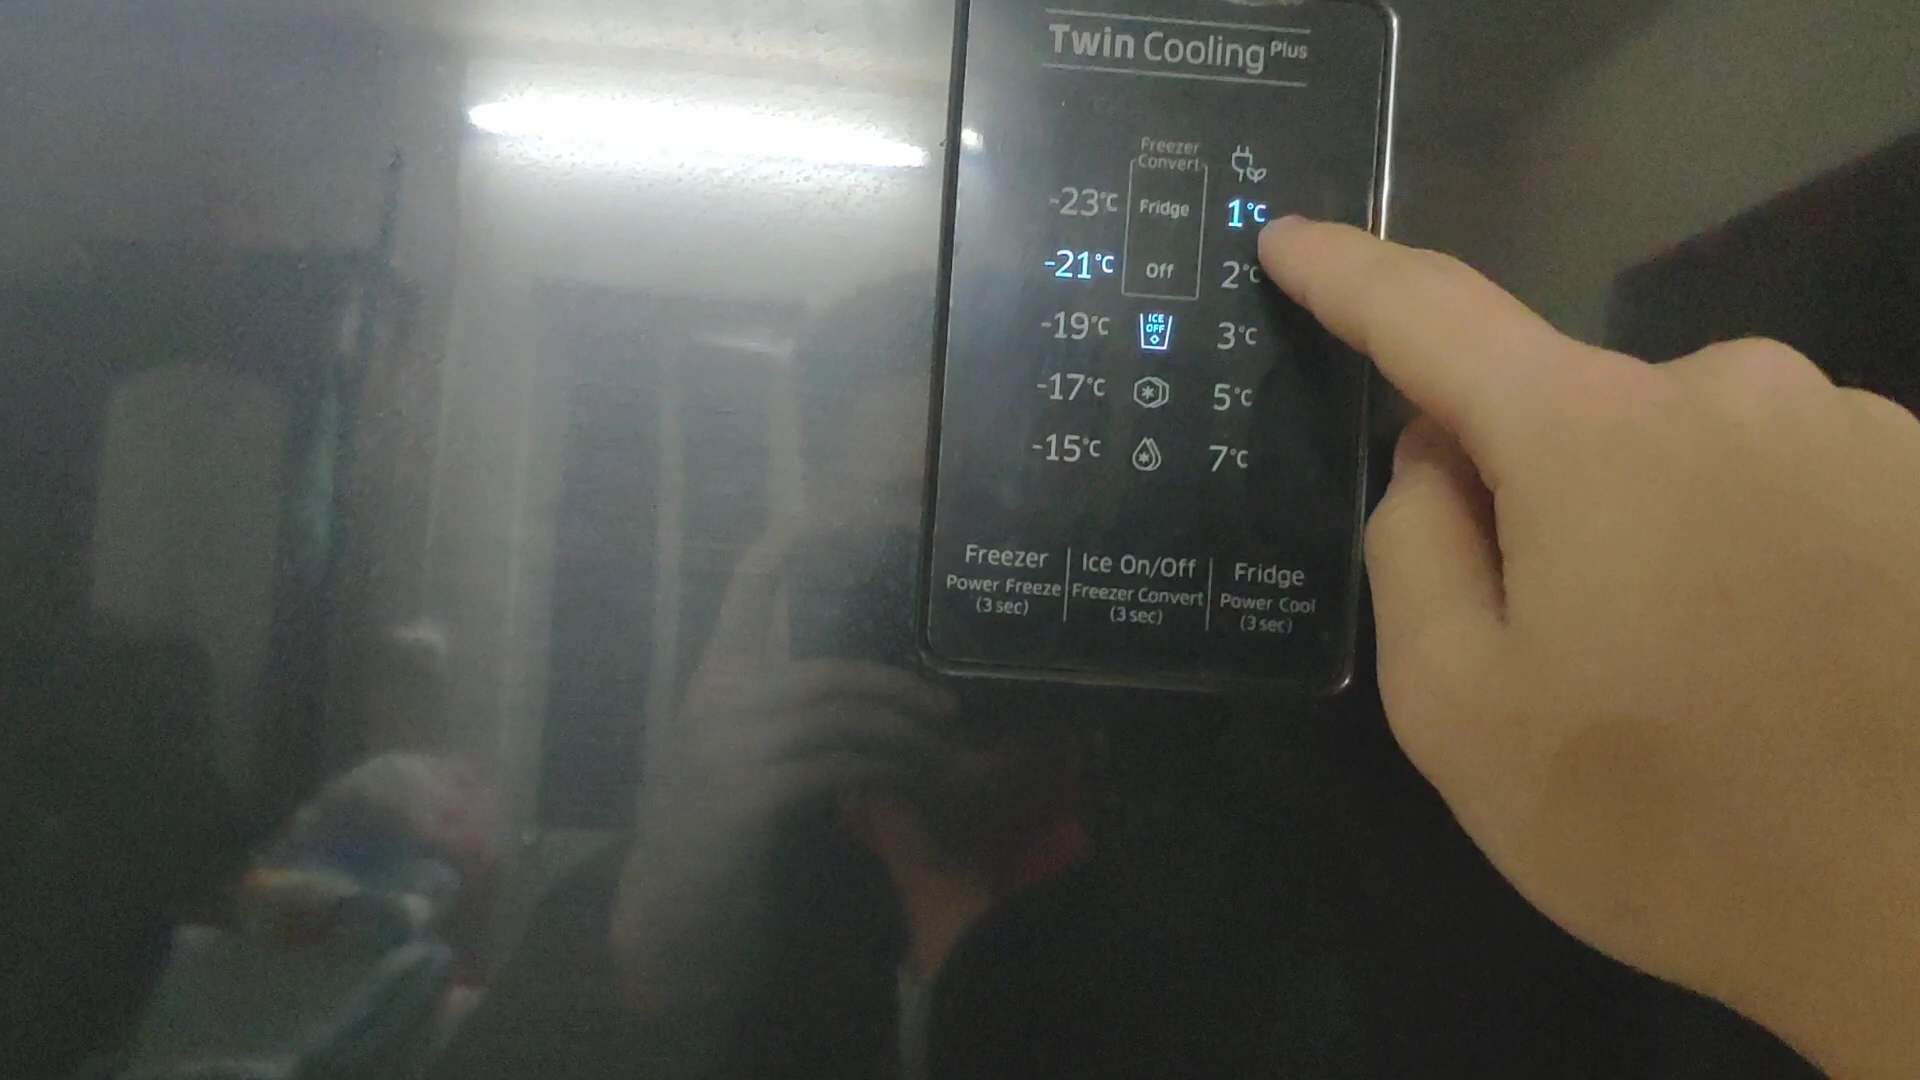 Twin Cooling Plus
Freezer
Convert
-23°C Fridge 1°C
-21°C Off 2°C
-19°C ICE OFF 3°C
-17°C 5°C
-15°C 7°C
Freezer Ice On/Off Fridge
Power Freeze Freezer Convert Power Cool
(3 sec) (3 sec) (3 sec)